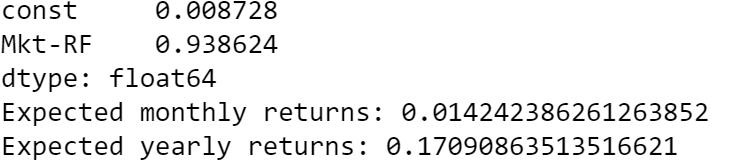 const     0.008728
Mkt-RF    0.938624
dtype: float64
Expected monthly returns: 0.014242386261263852
Expected yearly returns: 0.17090863513516621